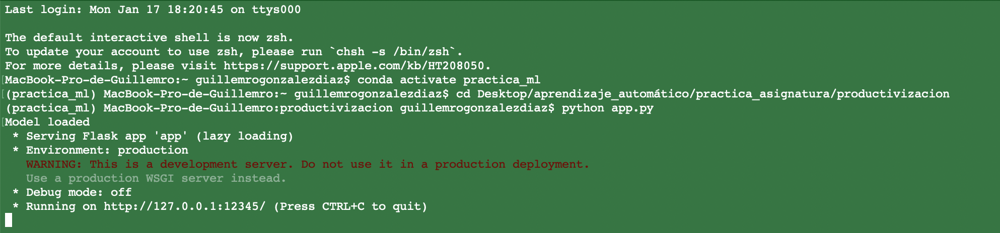 Last login: Mon Jan 17 18:20:45 on ttys000
The default interactive shell is now zsh.
To update your account to use zsh, please run `chsh -s /bin/zsh`.
For more details, please visit https://support.apple.com/kb/HT208050.
[MacBook-Pro-de-Guillemro:~ guillemrogonzalezdiaz$ conda activate practica_ml
[(practica_ml) MacBook-Pro-de-Guillemro:~ guillemrogonzalezdiaz$ cd Desktop/aprendizaje_automático/practica_asignatura/productivizacion
(practica_ml) MacBook-Pro-de-Guillemro:productivizacion guillemrogonzalezdiaz$ python app.py
[Model loaded
 * Serving Flask app 'app' (lazy loading)
 * Environment: production
   WARNING: This is a development server. Do not use it in a production deployment.
   Use a production WSGI server instead.
 * Debug mode: off
 * Running on http://127.0.0.1:12345/ (Press CTRL+C to quit)